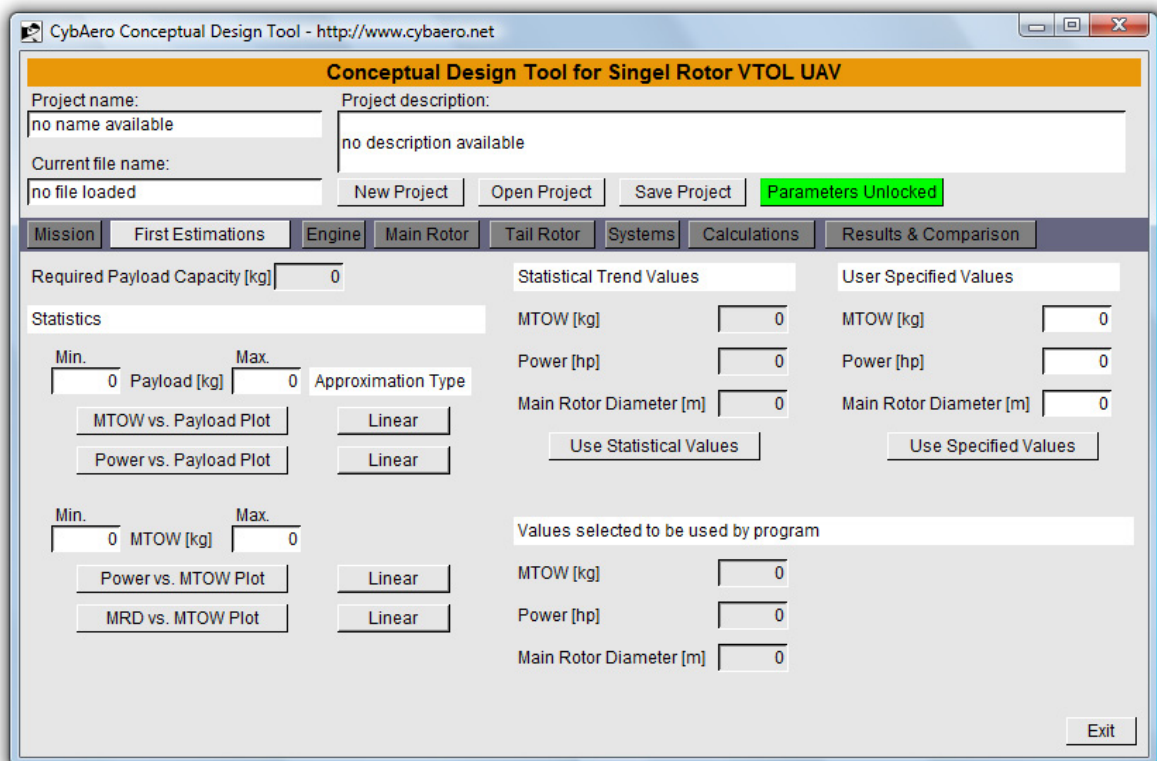 CybAero Conceptual Design Tool - http://www.cybaero.net
Conceptual Design Tool for Singel Rotor VTOL UAV
Project name:
Project description:
no name available
no description available
Current file name:
no file loaded
New Project
Open Project
Save Project
Parameters Unlocked
Mission
First Estimations
Engine
Main Rotor
Tail Rotor
Systems
Calculations
Results & Comparison
Required Payload Capacity [kg] 0
Statistics
Min. Max.
0 Payload [kg] 0 Approximation Type
MTOW vs. Payload Plot Linear
Power vs. Payload Plot Linear
Min. Max.
0 MTOW [kg] 0
Power vs. MTOW Plot Linear
MRD vs. MTOW Plot Linear
Statistical Trend Values
MTOW [kg] 0
Power [hp] 0
Main Rotor Diameter [m] 0
Use Statistical Values
User Specified Values
MTOW [kg] 0
Power [hp] 0
Main Rotor Diameter [m] 0
Use Specified Values
Values selected to be used by program
MTOW [kg] 0
Power [hp] 0
Main Rotor Diameter [m] 0
Exit